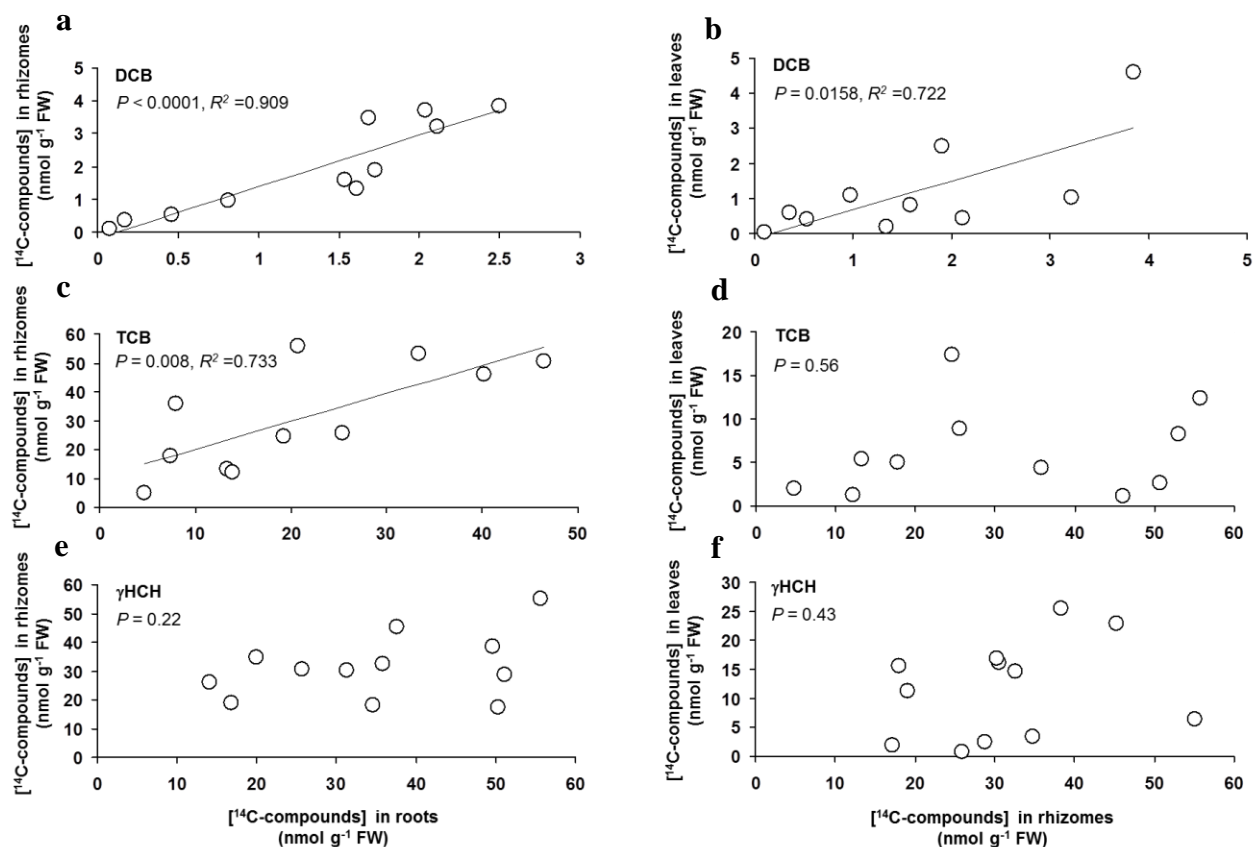 a
[¹⁴C-compounds] in rhizomes
(nmol g⁻¹ FW)
DCB
P < 0.0001, R² =0.909
5
4
3
2
1
0
0 0.5 1 1.5 2 2.5 3
b
[¹⁴C-compounds] in leaves
(nmol g⁻¹ FW)
DCB
P = 0.0158, R² =0.722
5
4
3
2
1
0
0 1 2 3 4 5
c
[¹⁴C-compounds] in rhizomes
(nmol g⁻¹ FW)
TCB
P = 0.008, R² =0.733
60
50
40
30
20
10
0
0 10 20 30 40 50
d
[¹⁴C-compounds] in leaves
(nmol g⁻¹ FW)
TCB
P = 0.56
20
15
10
5
0
0 10 20 30 40 50 60
e
[¹⁴C-compounds] in rhizomes
(nmol g⁻¹ FW)
γHCH
P = 0.22
60
50
40
30
20
10
0
0 10 20 30 40 50 60
[¹⁴C-compounds] in roots
(nmol g⁻¹ FW)
f
[¹⁴C-compounds] in leaves
(nmol g⁻¹ FW)
γHCH
P = 0.43
30
25
20
15
10
5
0
0 10 20 30 40 50 60
[¹⁴C-compounds] in rhizomes
(nmol g⁻¹ FW)